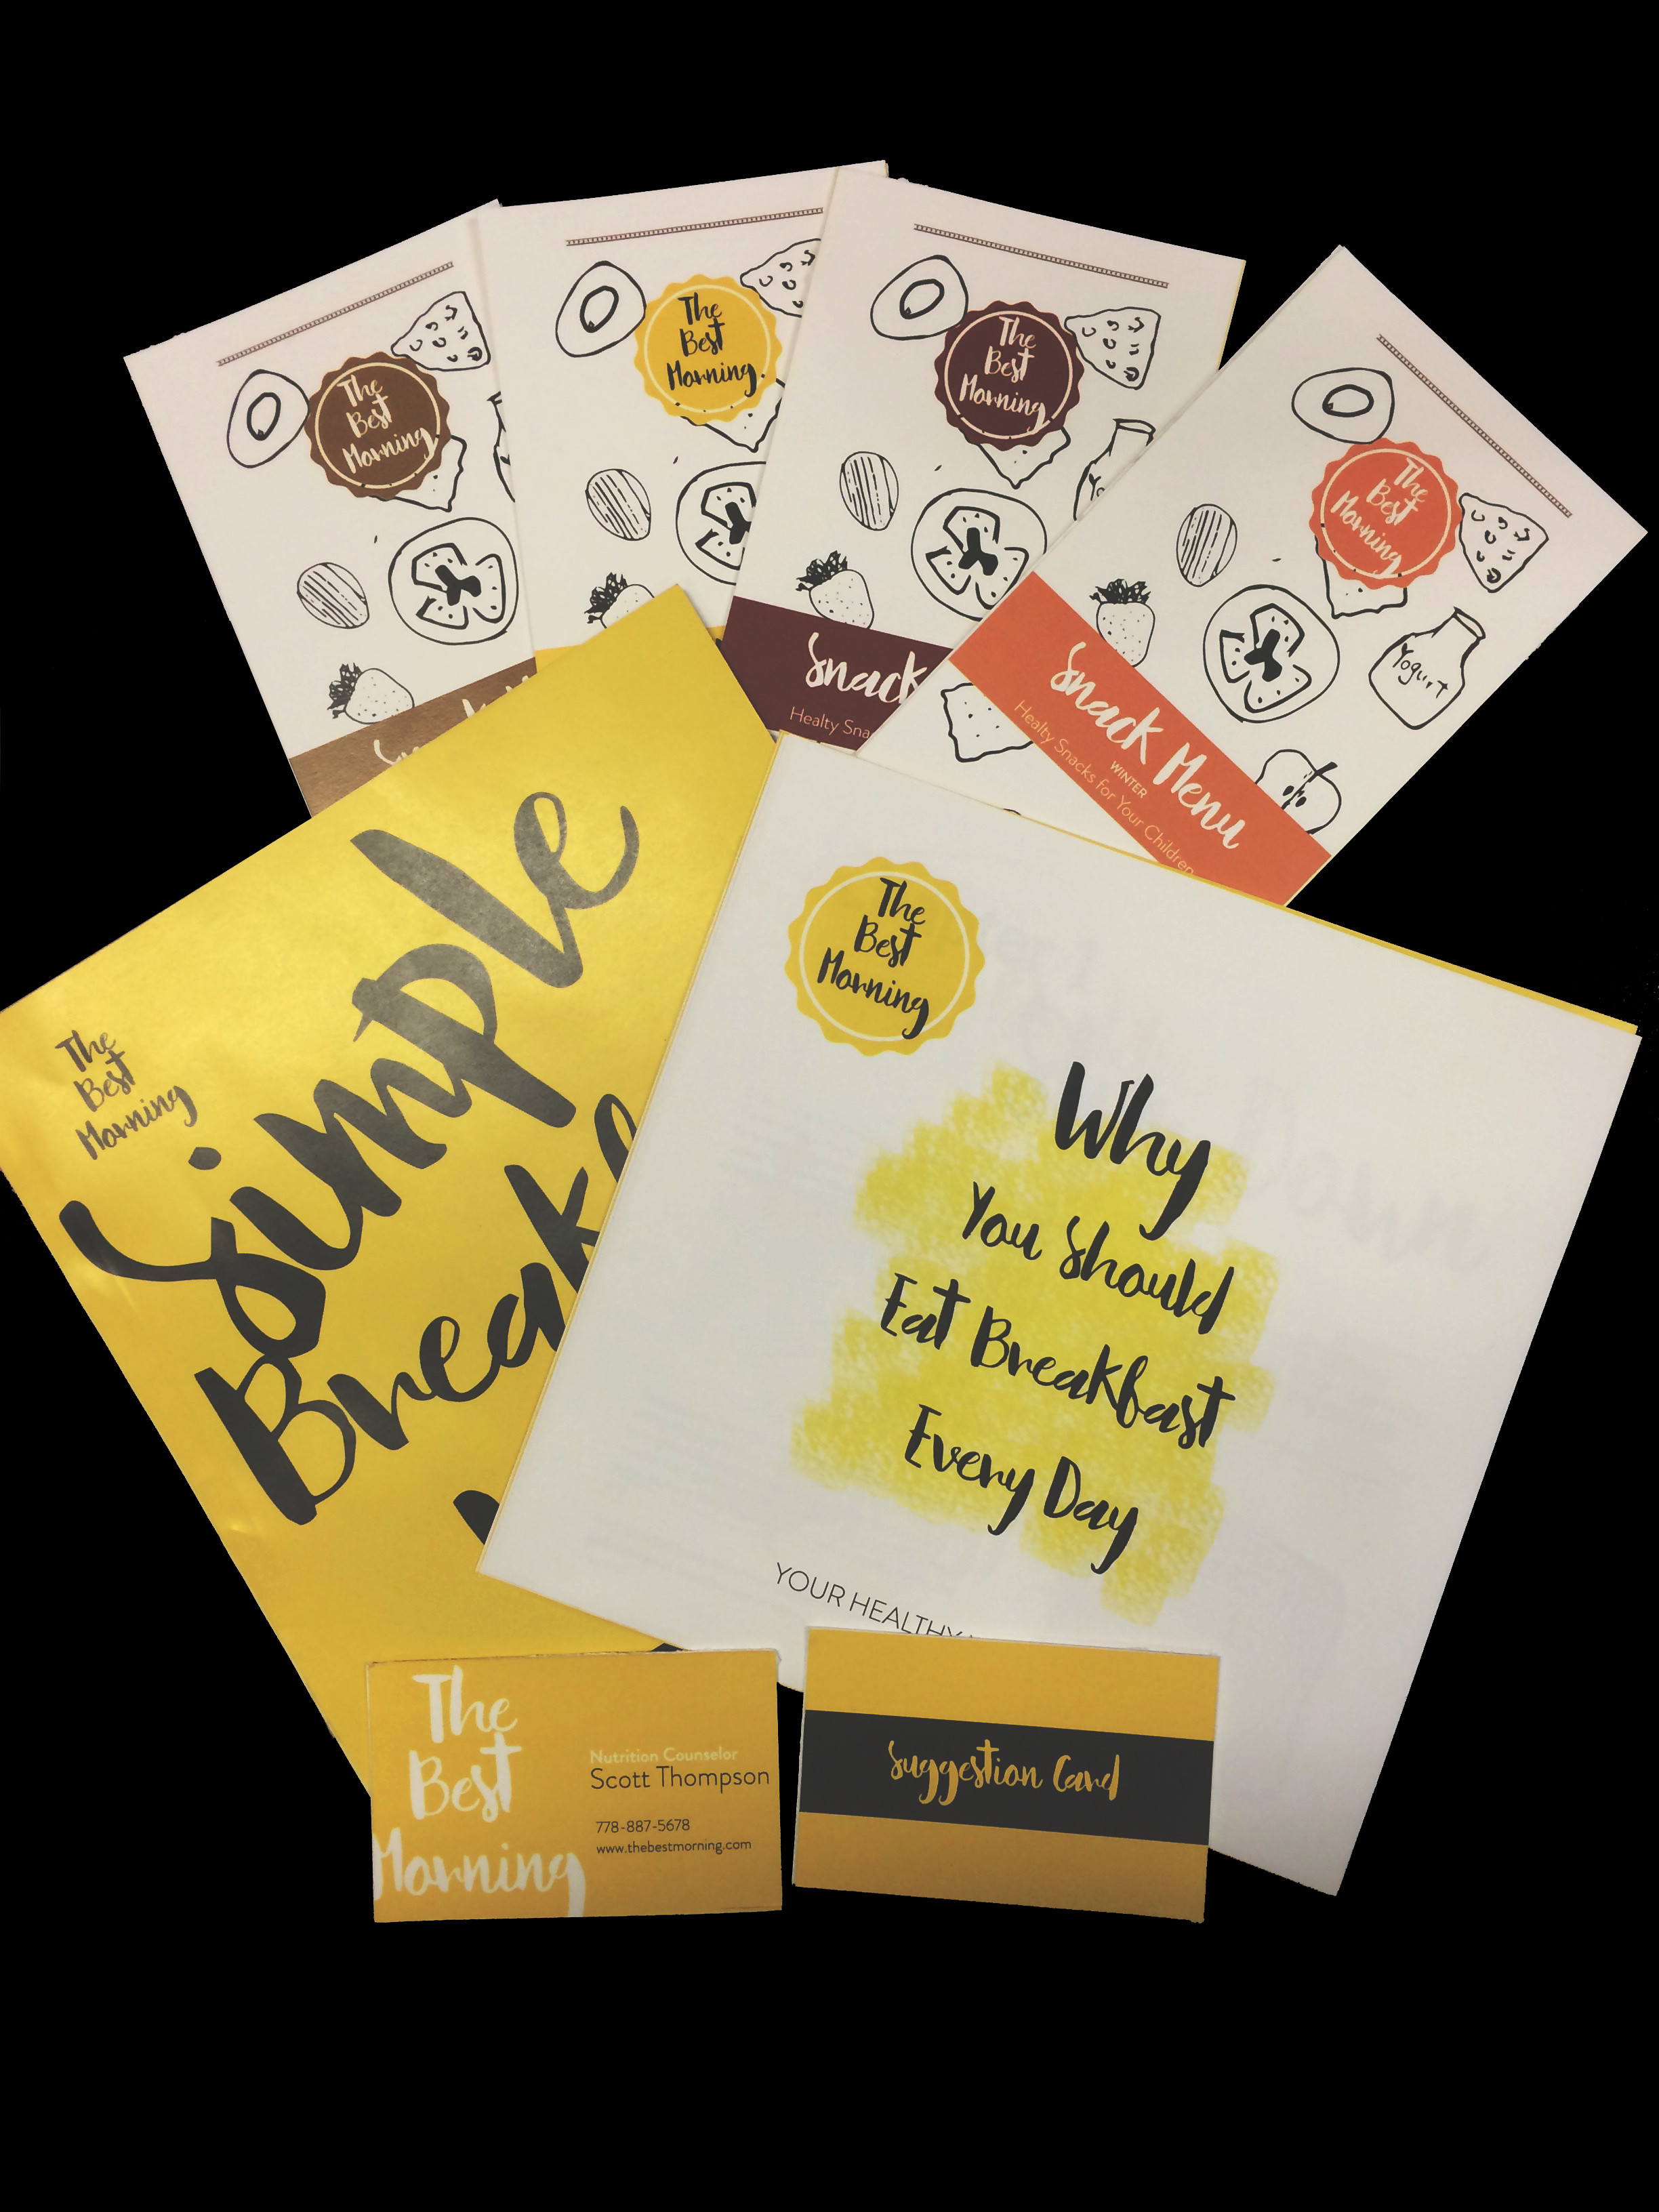 The
Best
Morning
The
Best
Morning
The
Best
Morning
Snack
Healty Sna
The
Best
Morning
Yogurt
Snack Menu
WINTER
Healty Snacks for Your Children
The
Best
Morning
Simple
Break
The
Best
Morning
Why
You Should
Eat Breakfast
Every Day
YOUR HEALTHY
The
Best
Morning
Nutrition Counselor
Scott Thompson
778-887-5678
www.thebestmorning.com
Suggestion Card